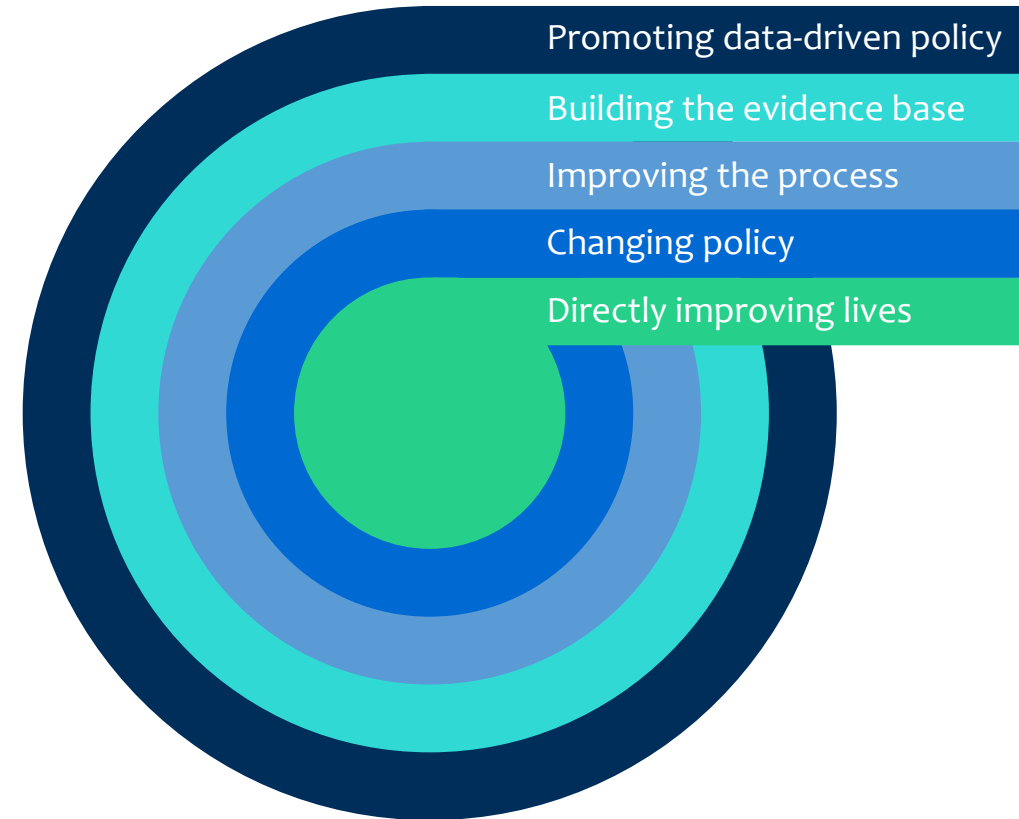 Promoting data-driven policy
Building the evidence base
Improving the process
Changing policy
Directly improving lives